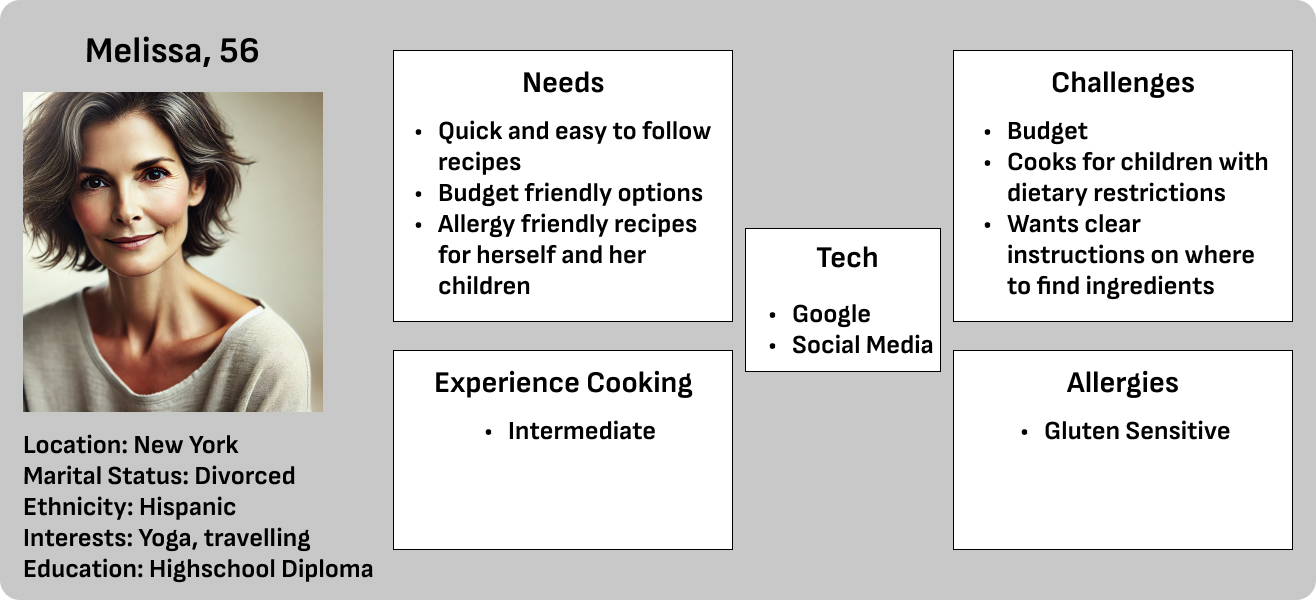 Melissa, 56
Location: New York
Marital Status: Divorced
Ethnicity: Hispanic
Interests: Yoga, travelling
Education: Highschool Diploma
Needs
• Quick and easy to follow
recipes
• Budget friendly options
• Allergy friendly recipes
for herself and her
children
Experience Cooking
• Intermediate
Tech
• Google
• Social Media
Challenges
• Budget
• Cooks for children with
dietary restrictions
• Wants clear
instructions on where
to find ingredients
Allergies
• Gluten Sensitive